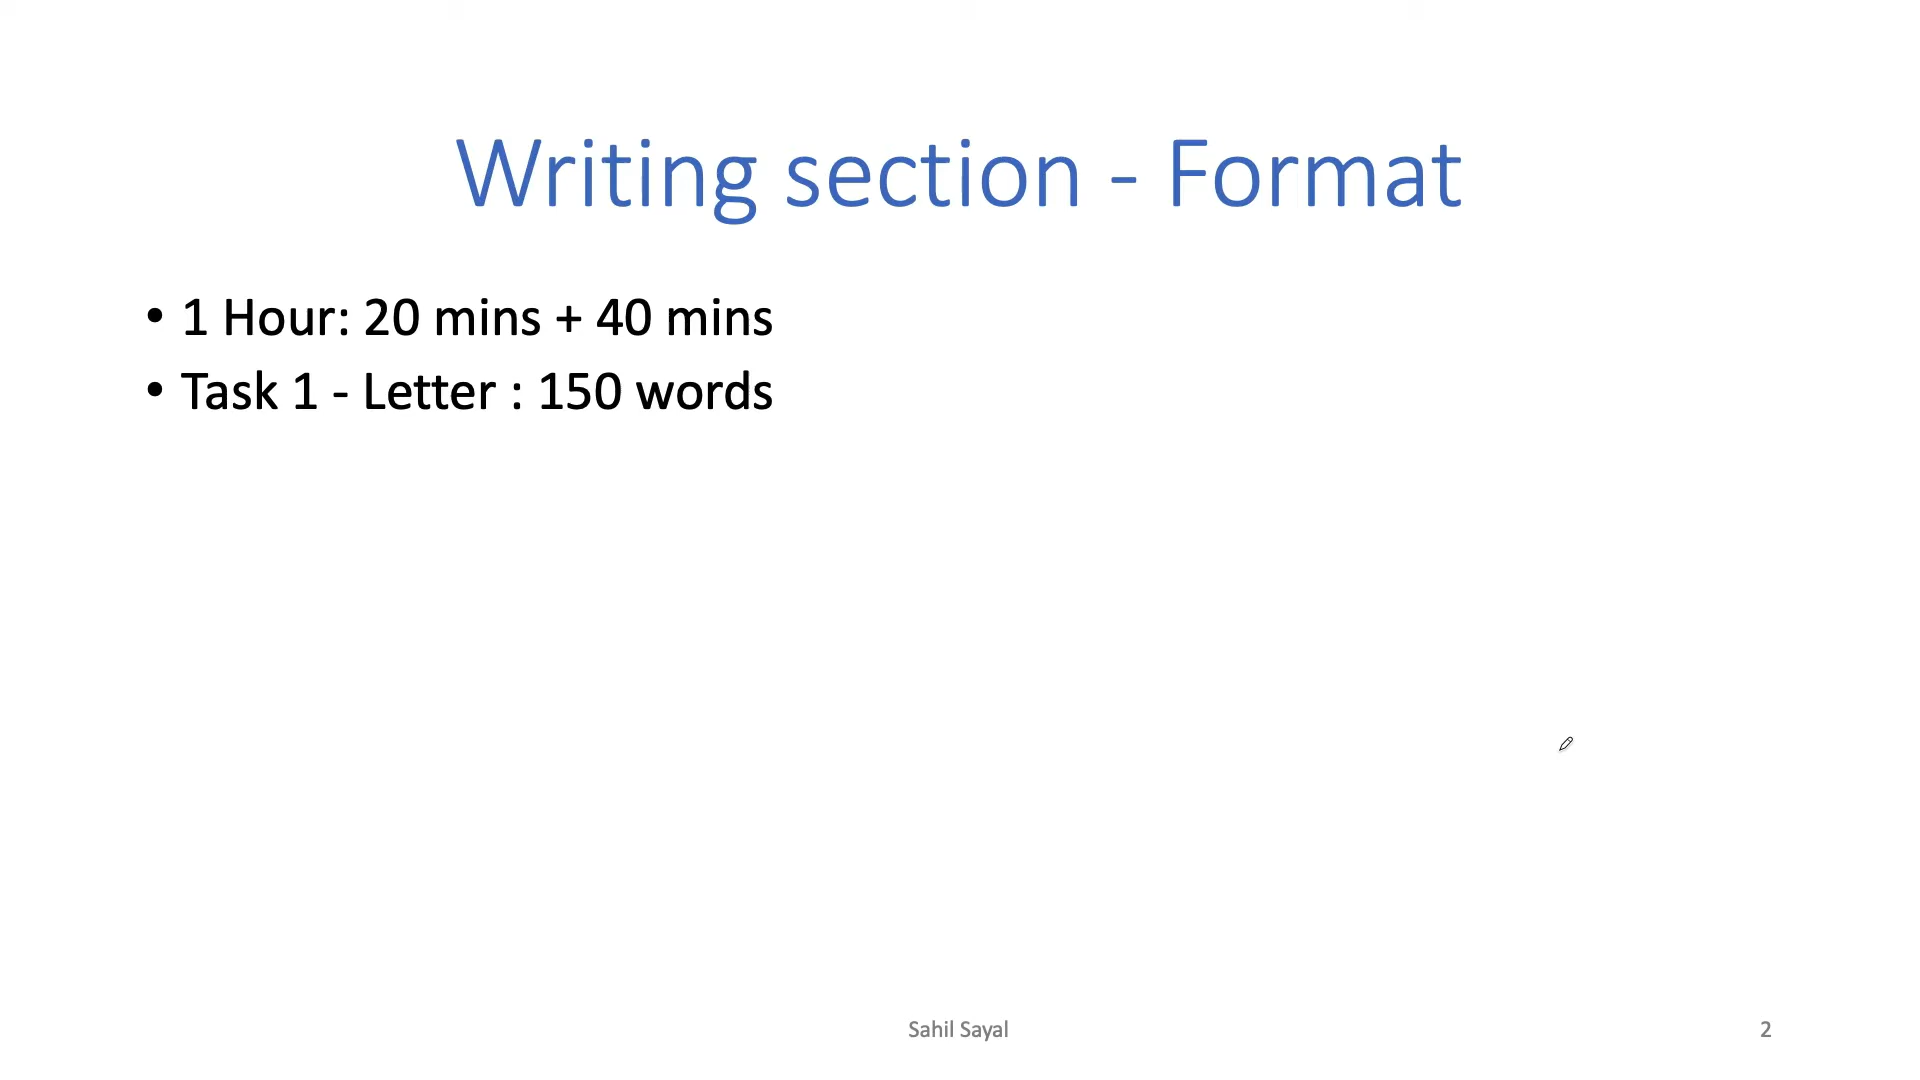 Writing section - Format
• 1 Hour: 20 mins + 40 mins
• Task 1 - Letter : 150 words
Sahil Sayal
2